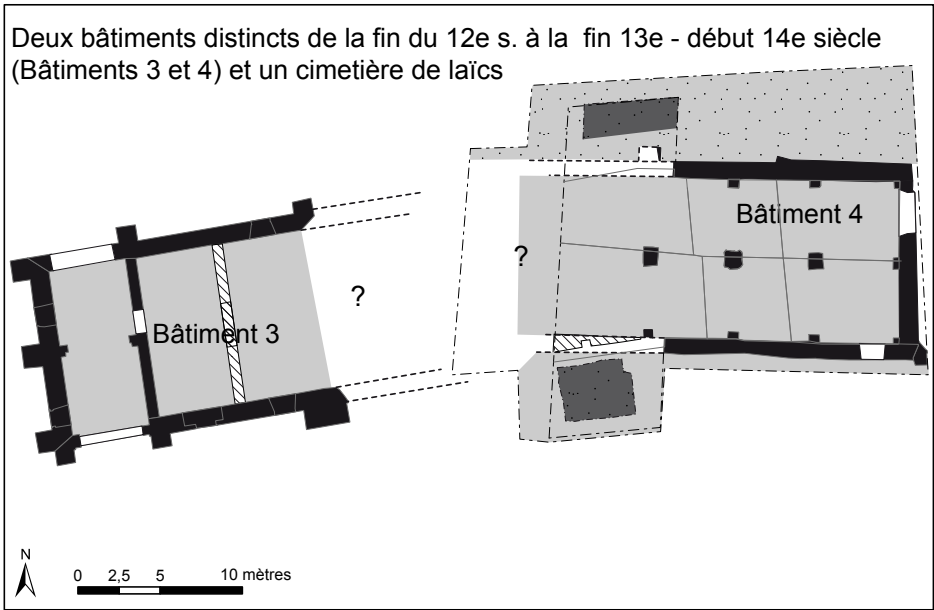 Deux bâtiments distincts de la fin du 12e s. à la fin 13e - début 14e siècle
(Bâtiments 3 et 4) et un cimetière de laïcs
Bâtiment 4
?
?
Bâtiment 3
N
0 2,5 5 10 mètres